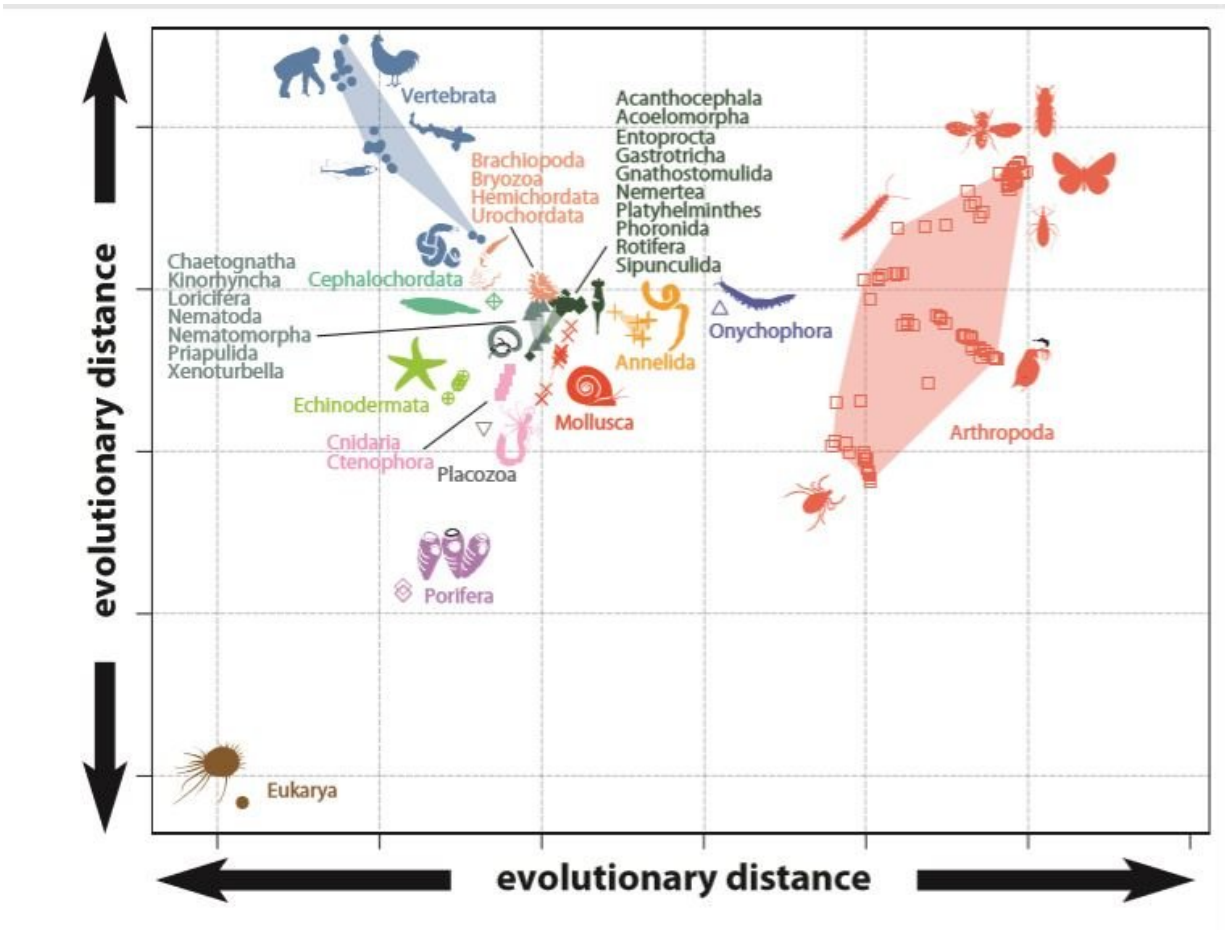 Vertebrata
Acanthocephala
Acoelomorpha
Entoprocta
Gastrotricha
Gnathostomulida
Nemertea
Platyhelminthes
Phoronida
Rotifera
Sipunculida
Brachiopoda
Bryozoa
Hemichordata
Urochordata
Chaetognatha
Kinorhyncha
Loricifera
Nematoda
Nematomorpha
Priapulida
Xenoturbella
Cephalochordata
Onychophora
Annelida
Echinodermata
Mollusca
Arthropoda
Cnidaria
Ctenophora
Placozoa
Porifera
Eukarya
evolutionary distance
evolutionary distance